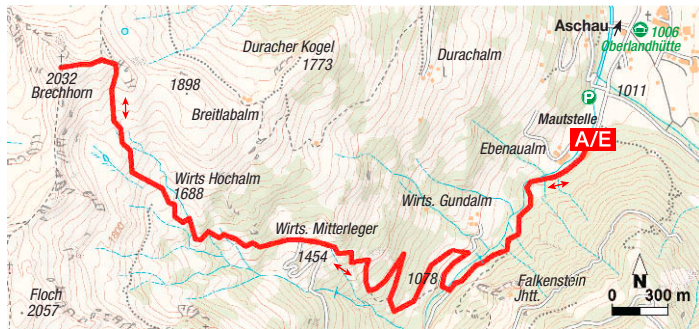 Aschau
1006
Oberlandhütte
Duracher Kogel
1773
Durachalm
2032
Brechhorn
1898
P
1011
Breitlabalm
Mautstelle
A/E
Ebenaualm
Wirts Hochalm
1688
Wirts. Gundalm
Wirts. Mitterleger
1800
1454
1078
Falkenstein
Jhtt.
N
Floch
2057
0 300 m